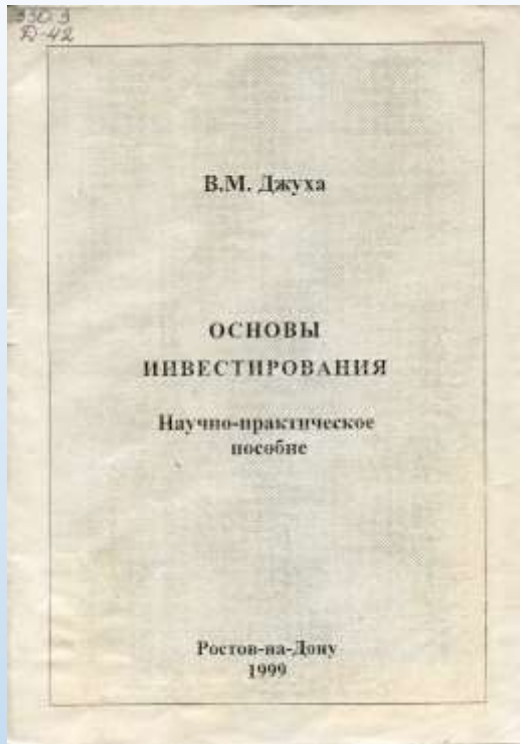 330.3
Д-42
В.М. Джуха
ОСНОВЫ
ИНВЕСТИРОВАНИЯ
Научно-практическое
пособие
Ростов-на-Дону
1999